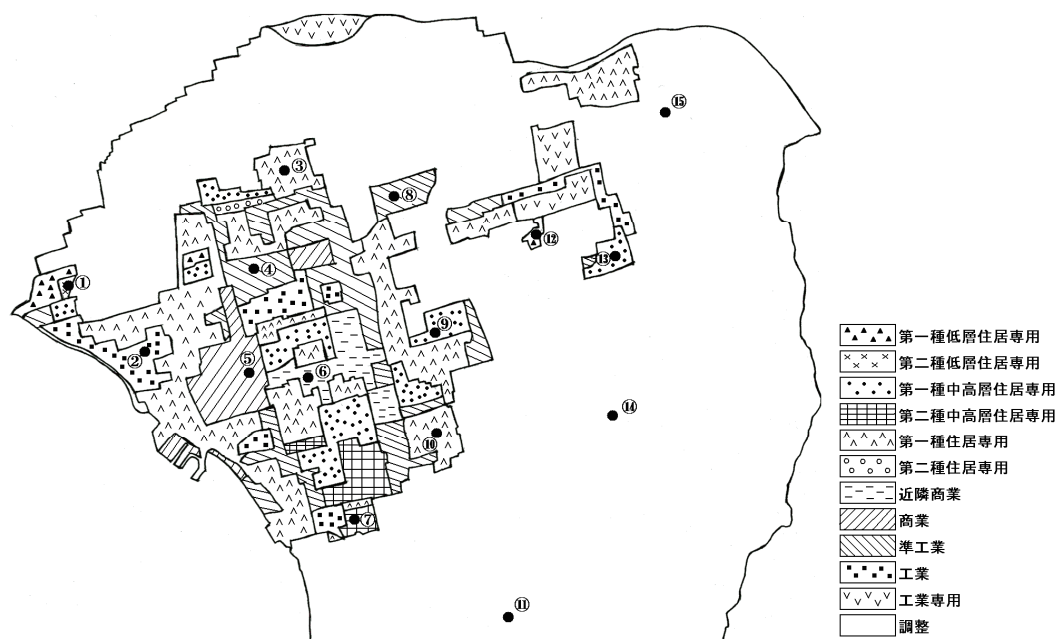 ⑮
③
⑧
⑫
⑬
④
①
⑨
②
⑤
⑥
⑭
⑩
⑦
⑪
第一種低層住居専用
第二種低層住居専用
第一種中高層住居専用
第二種中高層住居専用
第一種住居専用
第二種住居専用
近隣商業
商業
準工業
工業
工業専用
調整